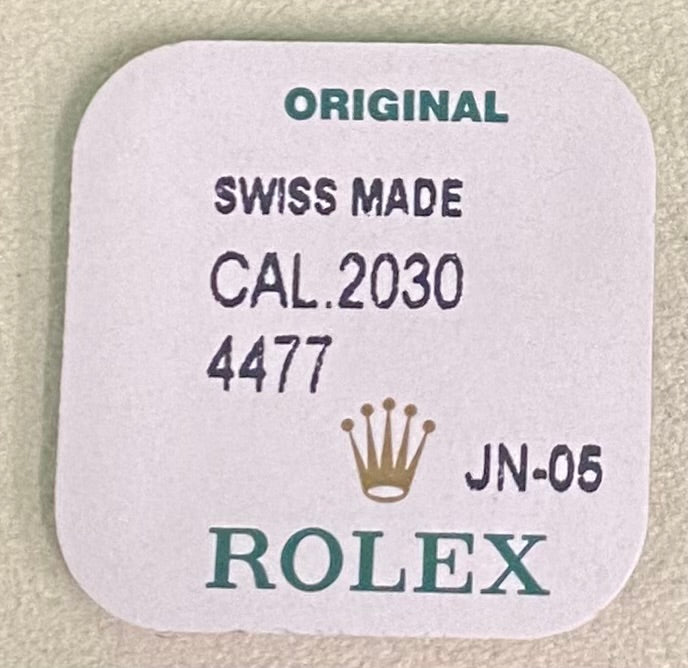 ORIGINAL
SWISS MADE
CAL.2030
4477
JN-05
ROLEX